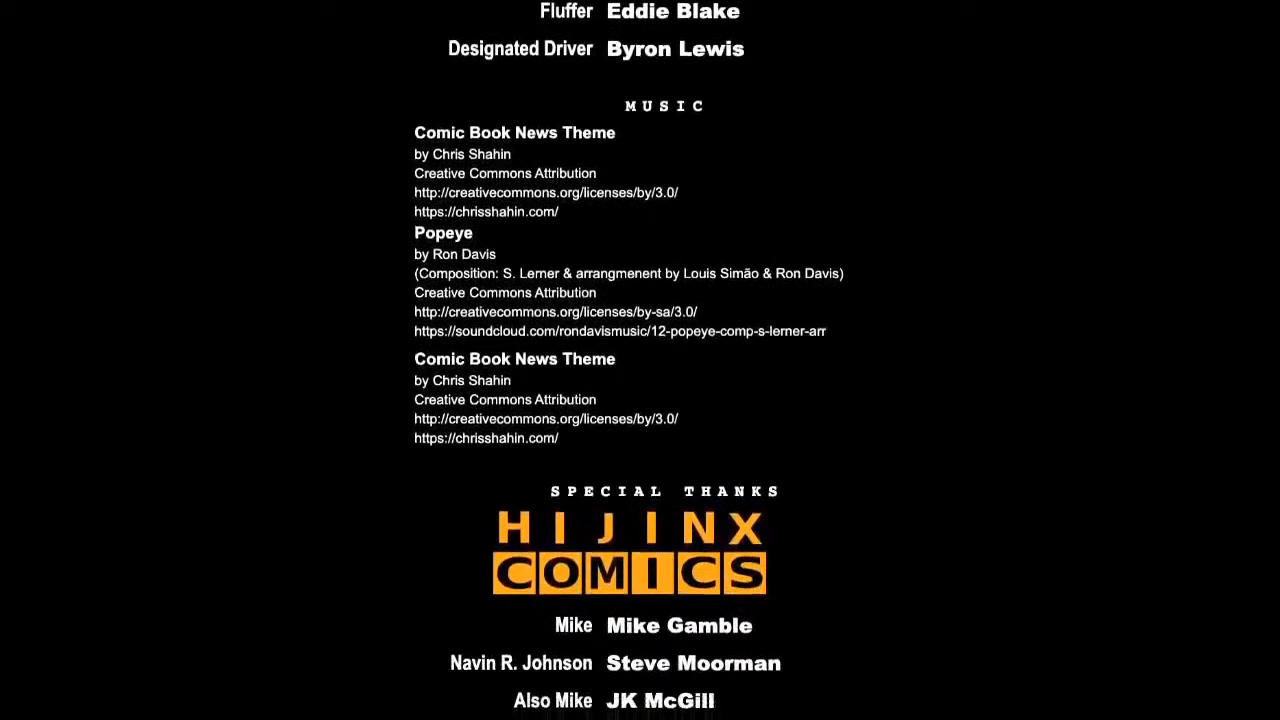 Fluffer Eddie Blake
Designated Driver Byron Lewis
MUSIC
Comic Book News Theme
by Chris Shahin
Creative Commons Attribution
http://creativecommons.org/licenses/by/3.0/
https://chrisshahin.com/
Popeye
by Ron Davis
(Composition: S. Lerner & arrangmenent by Louis Simão & Ron Davis)
Creative Commons Attribution
http://creativecommons.org/licenses/by-sa/3.0/
https://soundcloud.com/rondavismusic/12-popeye-comp-s-lerner-arr
Comic Book News Theme
by Chris Shahin
Creative Commons Attribution
http://creativecommons.org/licenses/by/3.0/
https://chrisshahin.com/
SPECIAL THANKS
HIJINX
COMICS
Mike Mike Gamble
Navin R. Johnson Steve Moorman
Also Mike JK McGill